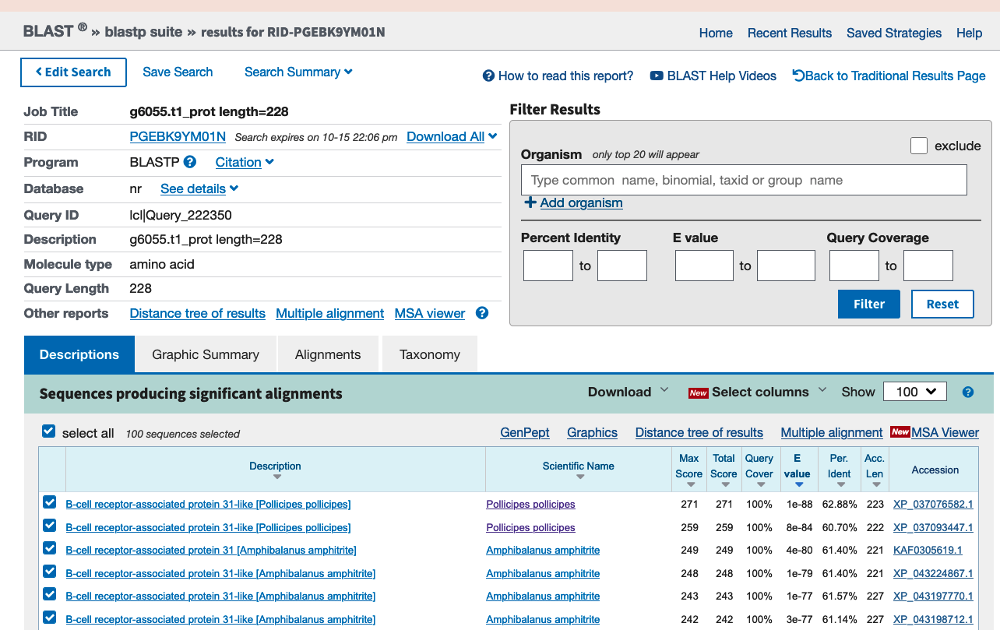 BLAST ® » blastp suite » results for RID-PGEBK9YM01N
Home Recent Results Saved Strategies Help
Edit Search Save Search Search Summary
How to read this report? BLAST Help Videos Back to Traditional Results Page
Job Title g6055.t1_prot length=228
RID PGEBK9YM01N Search expires on 10-15 22:06 pm Download All
Program BLASTP Citation
Database nr See details
Query ID lcl|Query_222350
Description g6055.t1_prot length=228
Molecule type amino acid
Query Length 228
Other reports Distance tree of results Multiple alignment MSA viewer
Filter Results
exclude
Organism only top 20 will appear
Type common name, binomial, taxid or group name
Add organism
Percent Identity E value Query Coverage
to to to
Filter Reset
Descriptions Graphic Summary Alignments Taxonomy
Sequences producing significant alignments Download New Select columns Show 100
select all 100 sequences selected GenPept Graphics Distance tree of results Multiple alignment New MSA Viewer
Description Scientific Name Max Score Total Score Query Cover E value Per. Ident Acc. Len Accession
B-cell receptor-associated protein 31-like [Pollicipes pollicipes] Pollicipes pollicipes 271 271 100% 1e-88 62.88% 223 XP_037076582.1
B-cell receptor-associated protein 31-like [Pollicipes pollicipes] Pollicipes pollicipes 259 259 100% 8e-84 60.70% 222 XP_037093447.1
B-cell receptor-associated protein 31 [Amphibalanus amphitrite] Amphibalanus amphitrite 249 249 100% 4e-80 61.40% 221 KAF0305619.1
B-cell receptor-associated protein 31-like [Amphibalanus amphitrite] Amphibalanus amphitrite 248 248 100% 1e-79 61.40% 221 XP_043224867.1
B-cell receptor-associated protein 31-like [Amphibalanus amphitrite] Amphibalanus amphitrite 243 243 100% 1e-77 61.57% 227 XP_043197770.1
B-cell receptor-associated protein 31-like [Amphibalanus amphitrite] Amphibalanus amphitrite 242 242 100% 3e-77 61.14% 227 XP_043198712.1